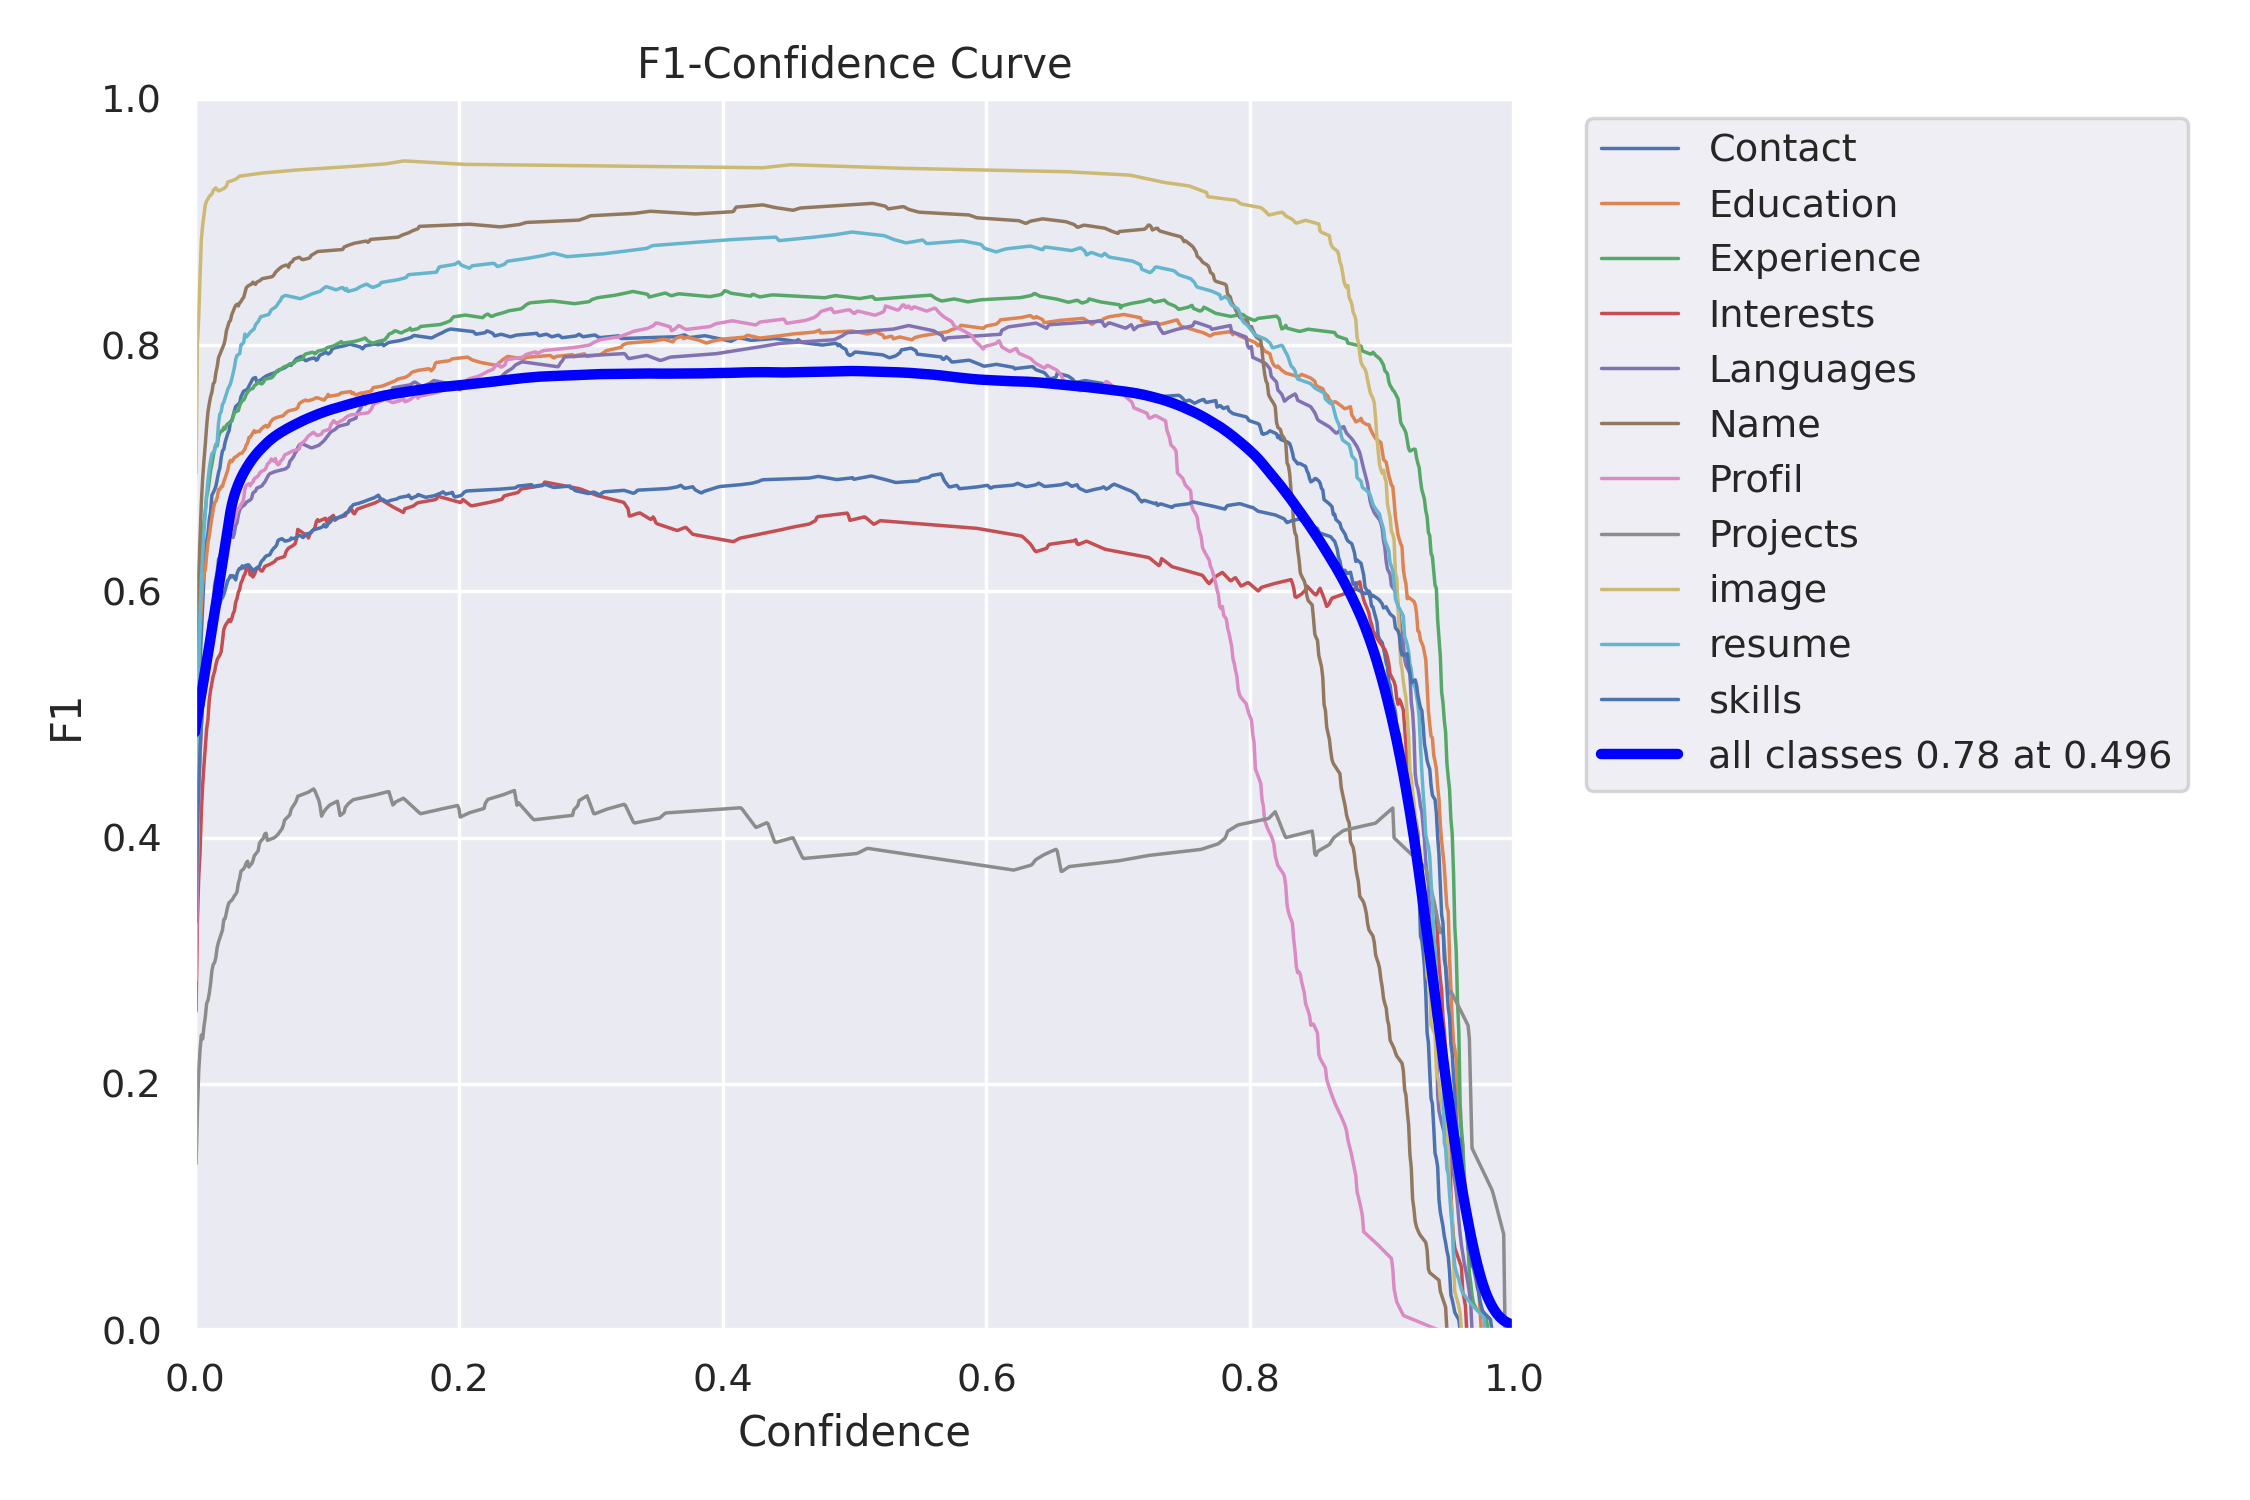 F1-Confidence Curve
1.0
0.8
0.6
0.4
0.2
0.0
F1
0.0 0.2 0.4 0.6 0.8 1.0
Confidence
Contact
Education
Experience
Interests
Languages
Name
Profil
Projects
image
resume
skills
all classes 0.78 at 0.496